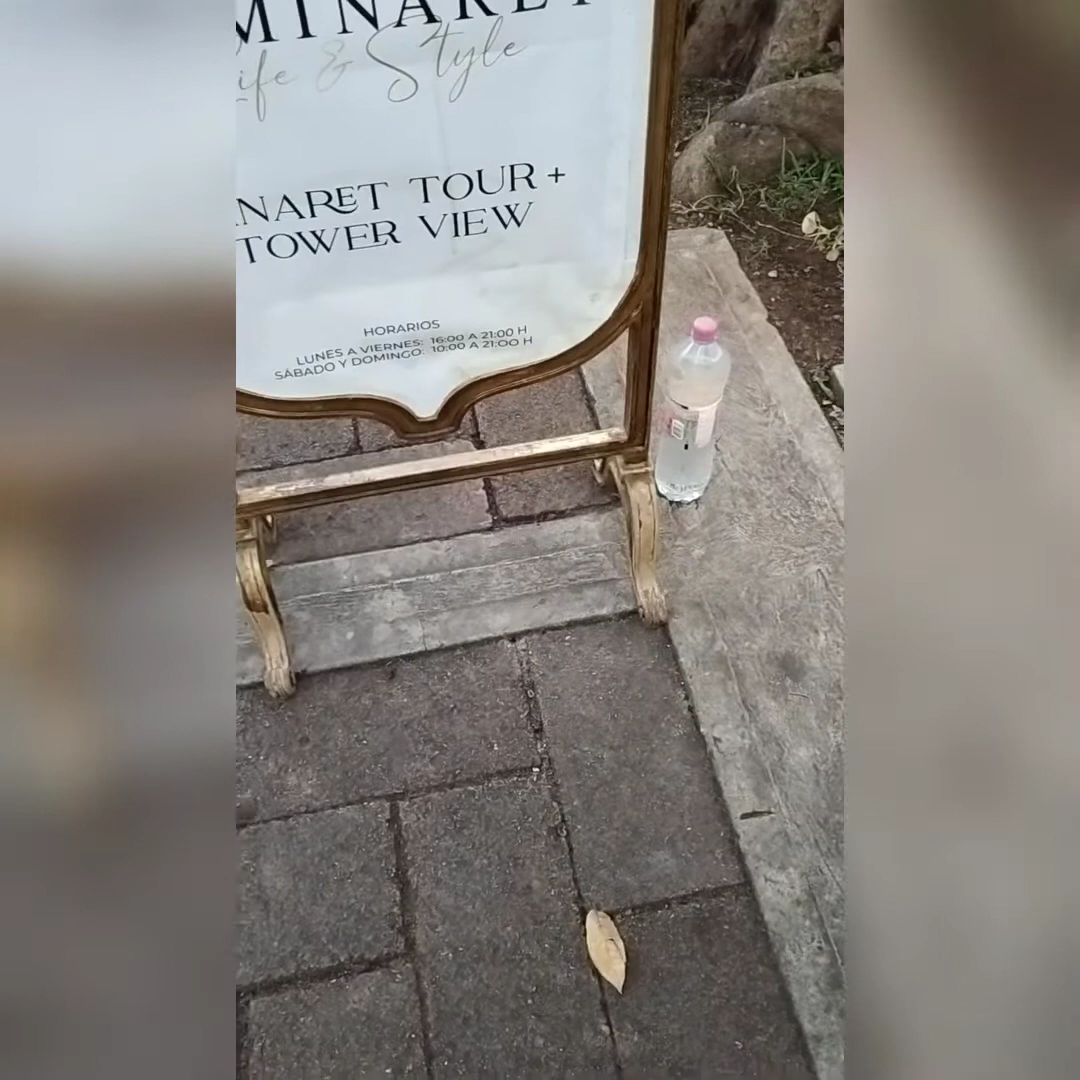 MINARET
Life & Style
NARET TOUR +
TOWER VIEW
HORARIOS
LUNES A VIERNES: 16:00 A 21:00 H
SÁBADO Y DOMINGO: 10:00 A 21:00 H